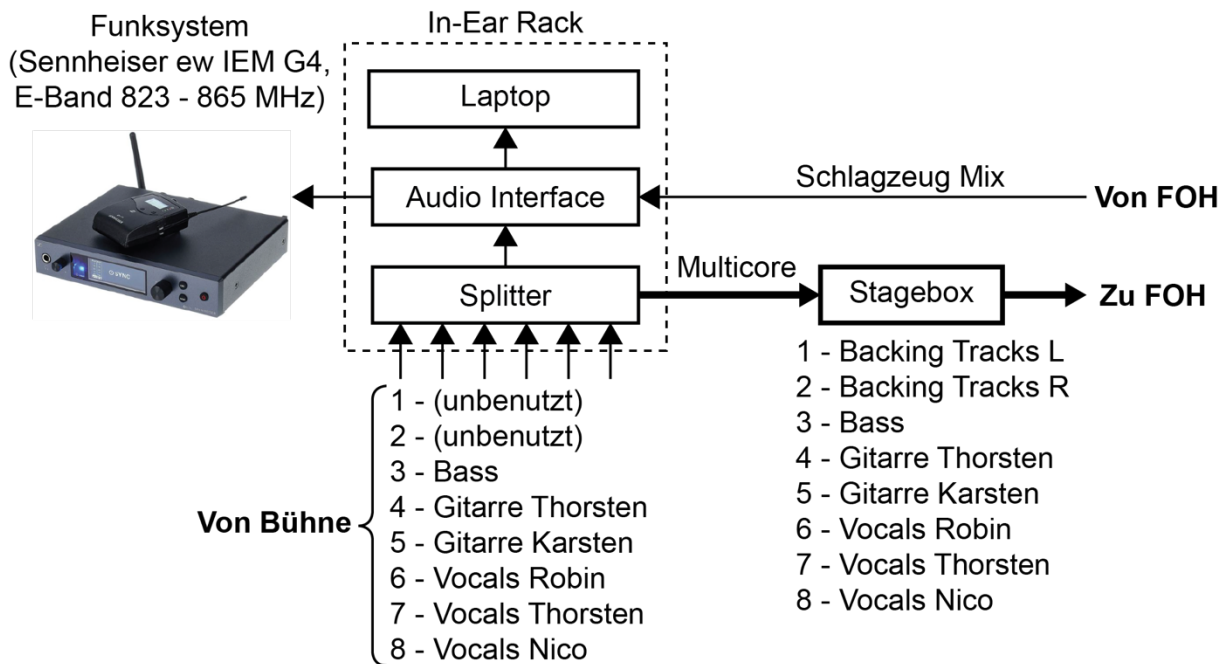 Funksystem
(Sennheiser ew IEM G4,
E-Band 823 - 865 MHz)
In-Ear Rack
Laptop
Audio Interface
Schlagzeug Mix
Von FOH
Splitter
Multicore
Stagebox
Zu FOH
Von Bühne
1 - (unbenutzt)
2 - (unbenutzt)
3 - Bass
4 - Gitarre Thorsten
5 - Gitarre Karsten
6 - Vocals Robin
7 - Vocals Thorsten
8 - Vocals Nico
1 - Backing Tracks L
2 - Backing Tracks R
3 - Bass
4 - Gitarre Thorsten
5 - Gitarre Karsten
6 - Vocals Robin
7 - Vocals Thorsten
8 - Vocals Nico